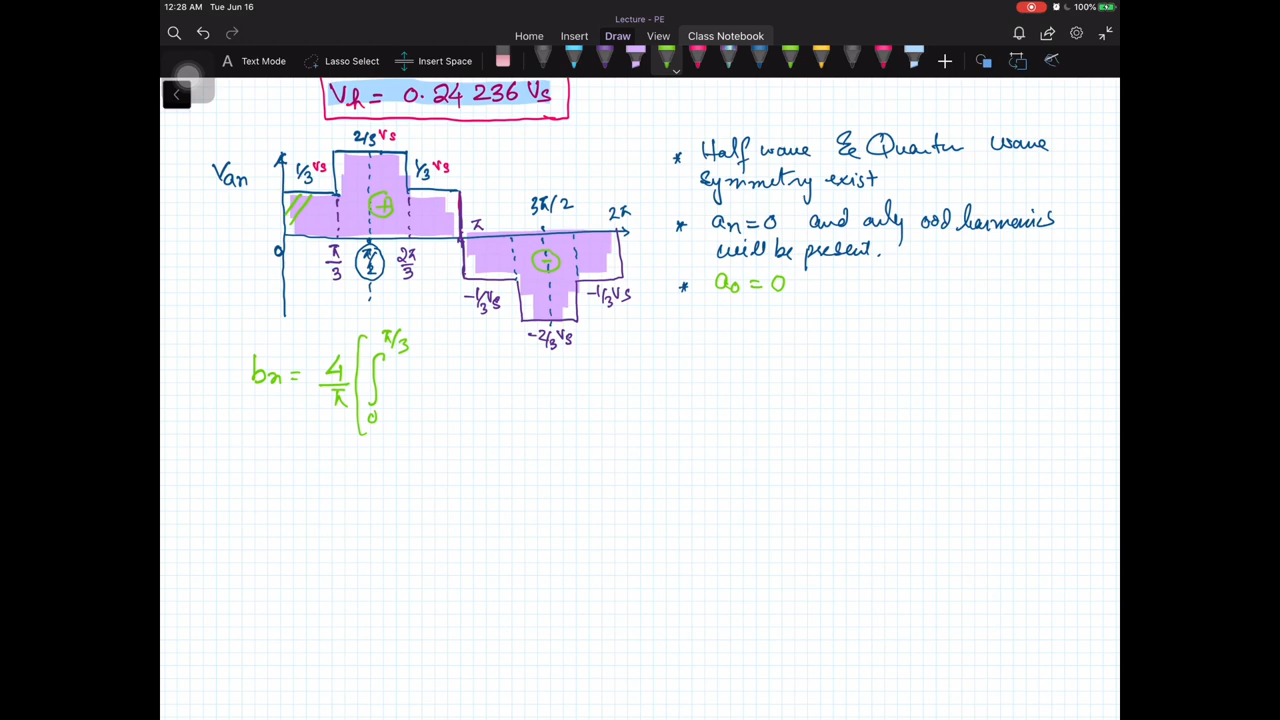 12:28 AM Tue Jun 16
100%
Lecture - PE
Home Insert Draw View Class Notebook
A Text Mode Lasso Select Insert Space
Vh = 0.24 236 Vs
2/3 Vs
Van
1/3 Vs
1/3 Vs
+
0
π/3
π/2
2π/3
π
3π/2
2π
-
-1/3 Vs
-1/3 Vs
-2/3 Vs
* Half wave & Quarter wave
symmetry exist
* an=0 and only odd harmonics
will be present.
* a0 = 0
bn = 4/π [ ∫ 0 π/3